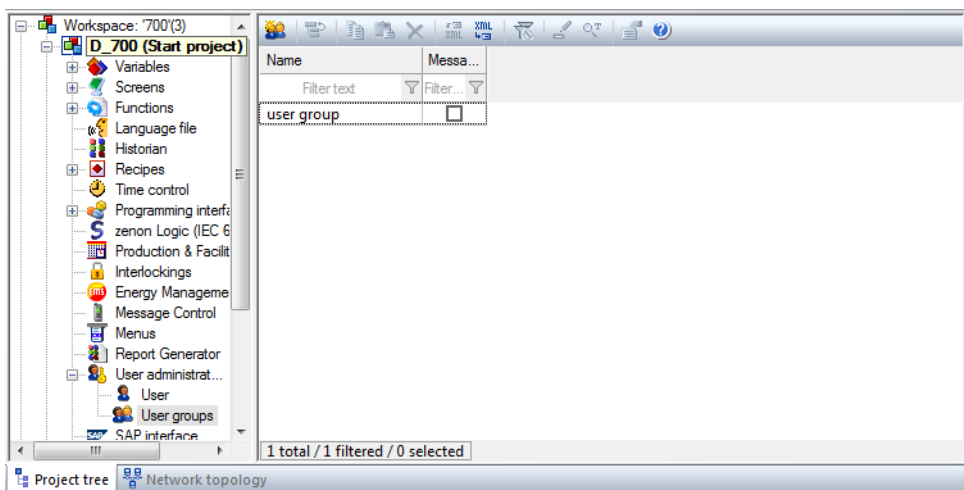 Workspace: '700'(3)
D_700 (Start project)
Variables
Screens
Functions
Language file
Historian
Recipes
Time control
Programming interfa
zenon Logic (IEC 6
Production & Facilit
Interlockings
Energy Manageme
Message Control
Menus
Report Generator
User administrat...
User
User groups
SAP interface
XML
XML
Name Messa...
Filter text Filter...
user group
1 total / 1 filtered / 0 selected
Project tree Network topology